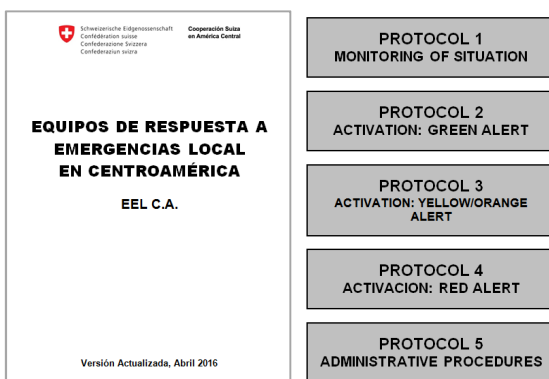 Schweizerische Eidgenossenschaft
Confédération suisse
Confederazione Svizzera
Confederaziun svizra
Cooperación Suiza
en América Central
EQUIPOS DE RESPUESTA A
EMERGENCIAS LOCAL
EN CENTROAMÉRICA
EEL C.A.
Versión Actualizada, Abril 2016
PROTOCOL 1
MONITORING OF SITUATION
PROTOCOL 2
ACTIVATION: GREEN ALERT
PROTOCOL 3
ACTIVATION: YELLOW/ORANGE
ALERT
PROTOCOL 4
ACTIVACION: RED ALERT
PROTOCOL 5
ADMINISTRATIVE PROCEDURES